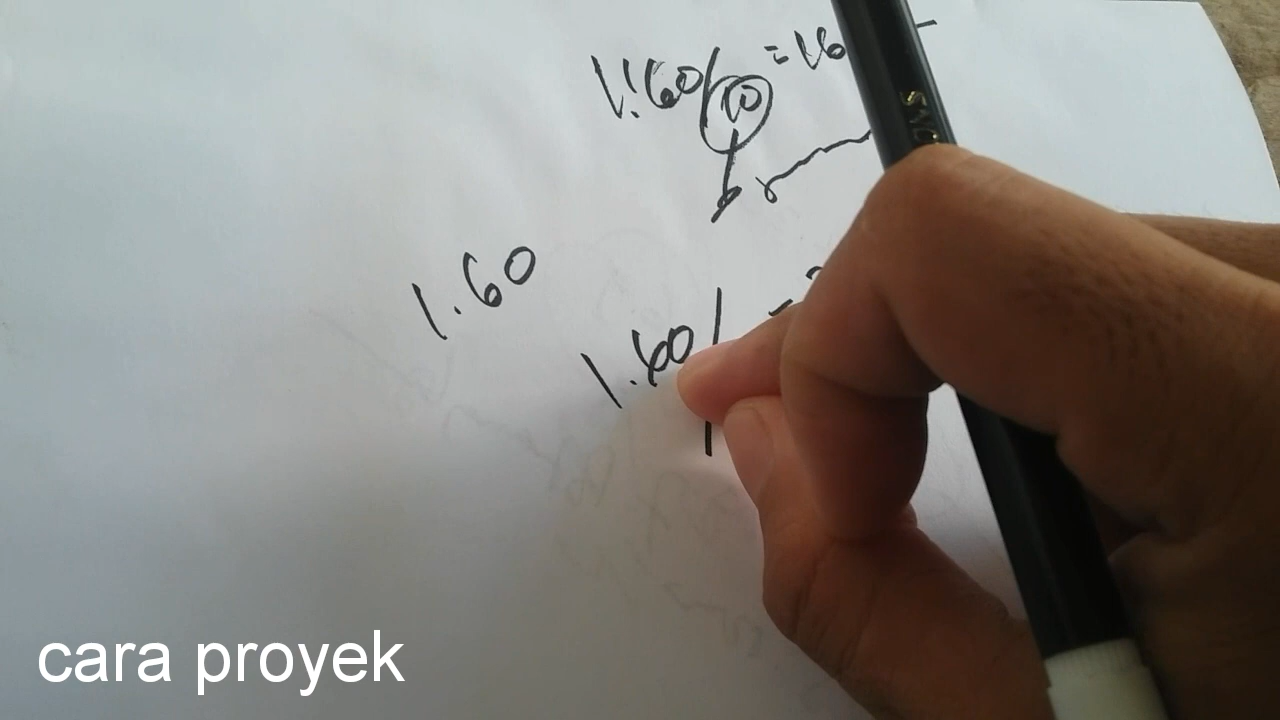 1.60/10 = 16
1.60
1.60/ =
cara proyek